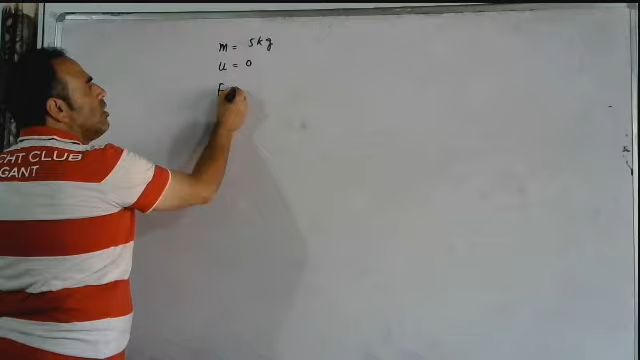 m = 5kg
u = 0
F
CHT CLUB
GANT